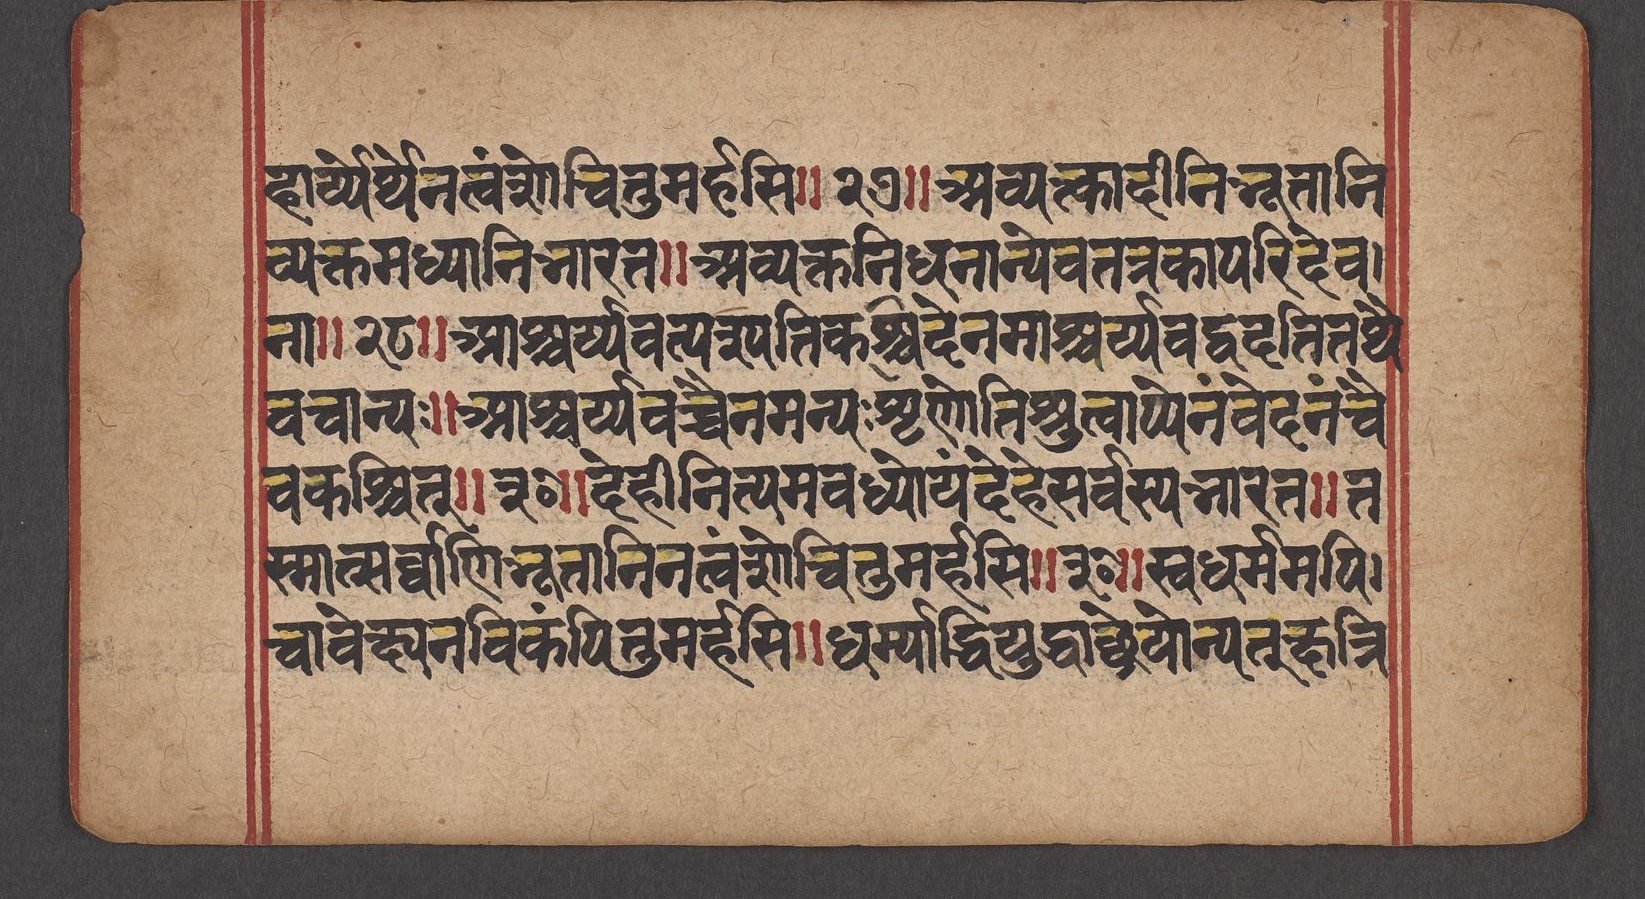 हार्य्येर्थेनत्वंशोचितुमर्हसि॥२७॥अव्यक्तादीनिभूतानि
व्यक्तमध्यानिभारत॥अव्यक्तनिधनान्येवतत्रकापरिदेव।
ना॥२८॥आश्चर्य्यवत्पश्यतिकश्चिदेनमाश्चर्य्यवद्वदतितथै
वचान्यः॥आश्चर्य्यवच्चैनमन्यःशृणोतिश्रुत्वाप्येनंवेदनंचै
वकश्चित्॥३०॥देहीनित्यमवध्योयंदेहेसर्वस्यभारत॥त
स्मात्सर्वाणिभूतानिनत्वंशोचितुमर्हसि॥३०॥स्वधर्ममपि।
चावेक्ष्यनविकंपितुमर्हसि॥धर्म्याद्धियुद्धाच्छ्रेयोन्यत्क्षत्रि